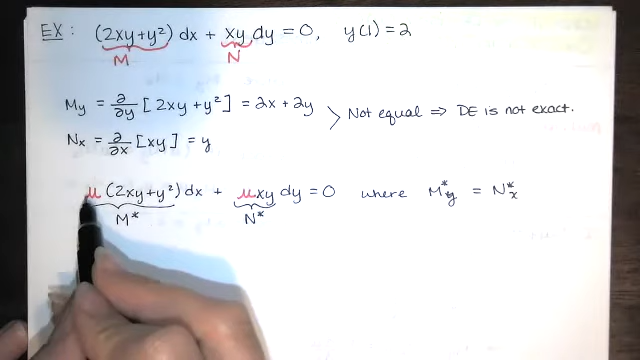 EX: (2xy+y²) dx + xy dy = 0, y(1)=2
M N
My = ∂/∂y [2xy+y²] = 2x+2y
Nx = ∂/∂x [xy] = y
Not equal ⇒ DE is not exact.
μ(2xy+y²) dx + μxy dy = 0 where M*y = N*x
M* N*